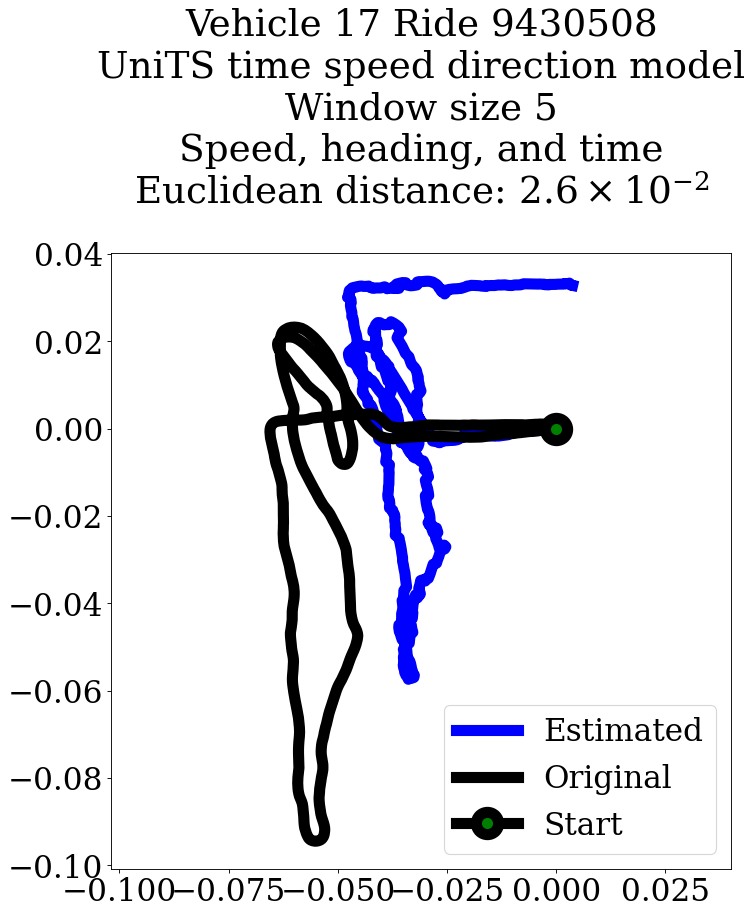 Vehicle 17 Ride 9430508
UniTS time speed direction model
Window size 5
Speed, heading, and time
Euclidean distance: 2.6 × 10⁻²
0.04
0.02
0.00
−0.02
−0.04
−0.06
−0.08
−0.10
Estimated
Original
Start
−0.100 −0.075 −0.050 −0.025 0.000 0.025